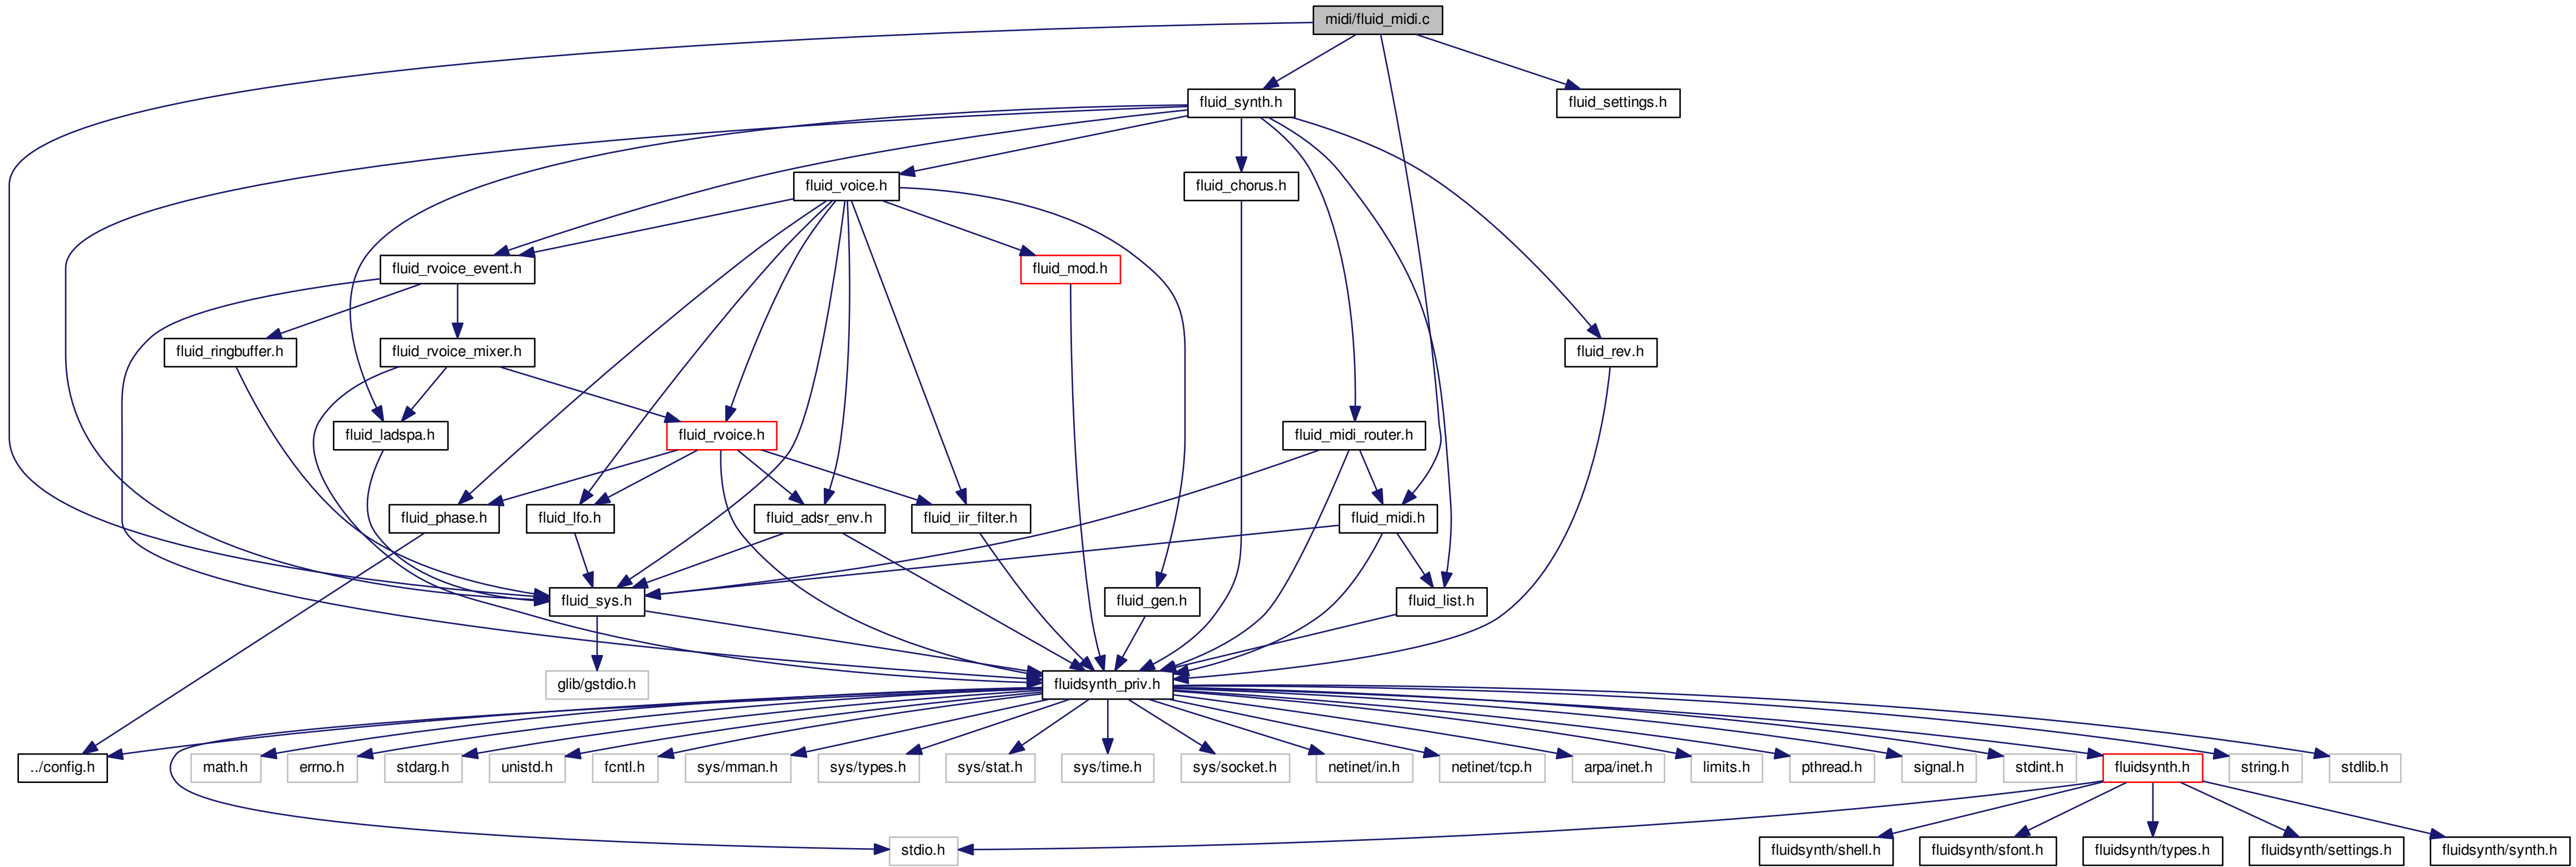 midi/fluid_midi.c
fluid_synth.h
fluid_settings.h
fluid_voice.h
fluid_chorus.h
fluid_rvoice_event.h
fluid_mod.h
fluid_ringbuffer.h
fluid_rvoice_mixer.h
fluid_rev.h
fluid_ladspa.h
fluid_rvoice.h
fluid_midi_router.h
fluid_phase.h
fluid_lfo.h
fluid_adsr_env.h
fluid_iir_filter.h
fluid_midi.h
fluid_sys.h
fluid_gen.h
fluid_list.h
glib/gstdio.h
fluidsynth_priv.h
../config.h
math.h
errno.h
stdarg.h
unistd.h
fcntl.h
sys/mman.h
sys/types.h
sys/stat.h
sys/time.h
sys/socket.h
netinet/in.h
netinet/tcp.h
arpa/inet.h
limits.h
pthread.h
signal.h
stdint.h
fluidsynth.h
string.h
stdlib.h
stdio.h
fluidsynth/shell.h
fluidsynth/sfont.h
fluidsynth/types.h
fluidsynth/settings.h
fluidsynth/synth.h